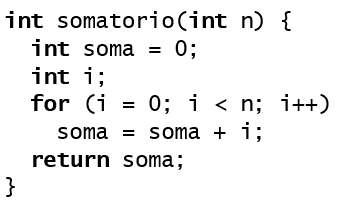 int somatorio(int n) {
  int soma = 0;
  int i;
  for (i = 0; i < n; i++)
    soma = soma + i;
  return soma;
}